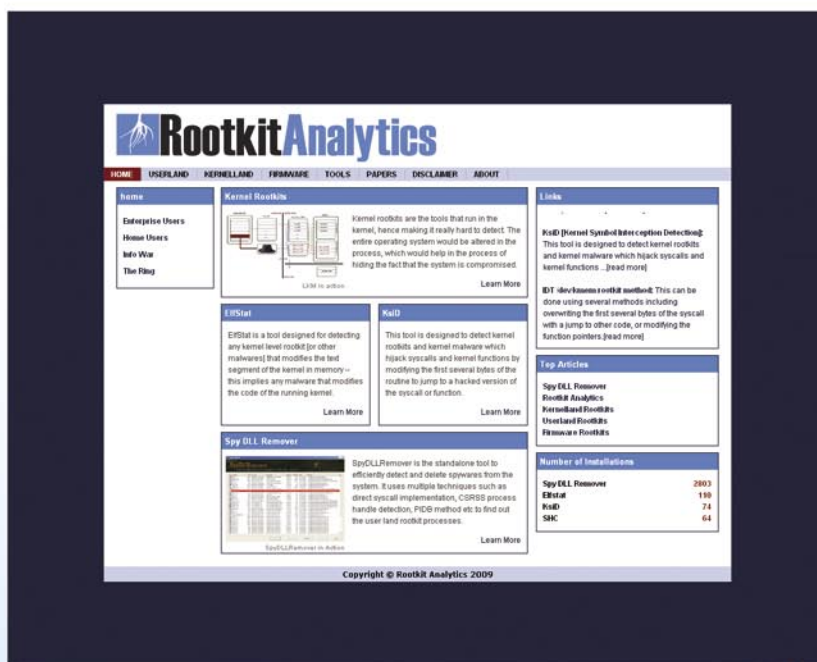 RootkitAnalytics
HOME USERLAND KERNELLAND FIRMWARE TOOLS PAPERS DISCLAIMER ABOUT
home
Enterprise Users
Home Users
Info War
The Ring
Kernel Rootkits
Kernel rootkits are the tools that run in the
kernel, hence making it really hard to detect. The
entire operating system would be altered in the
process, which would help in the process of
hiding the fact that the system is compromised.
LKM in action
Learn More
ElfStat
ElfStat is a tool designed for detecting
any kernel level rootkit [or other
malwares] that modifies the text
segment of the kernel in memory –
this implies any malware that modifies
the code of the running kernel.
Learn More
KsiD
This tool is designed to detect kernel
rootkits and kernel malware which
hijack syscalls and kernel functions by
modifying the first several bytes of the
routine to jump to a hacked version of
the syscall or function.
Learn More
Spy DLL Remover
SpyDLLRemover is the standalone tool to
efficiently detect and delete spywares from the
system. It uses multiple techniques such as
direct syscall implementation, CSRSS process
handle detection, PIDB method etc to find out
the user land rootkit processes.
SpyDLLRemover in Action
Learn More
Links
KsiD [Kernel Symbol Interception Detection]:
This tool is designed to detect kernel rootkits
and kernel malware which hijack syscalls and
kernel functions ...[read more]
IDT /dev/kmem rootkit method: This can be
done using several methods including
overwriting the first several bytes of the syscall
with a jump to other code, or modifying the
function pointers.[read more]
Top Articles
Spy DLL Remover
Rootkit Analytics
Kernelland Rootkits
Userland Rootkits
Firmware Rootkits
Number of Installations
Spy DLL Remover 2803
Elfstat 110
KsiD 74
SHC 64
Copyright © Rootkit Analytics 2009